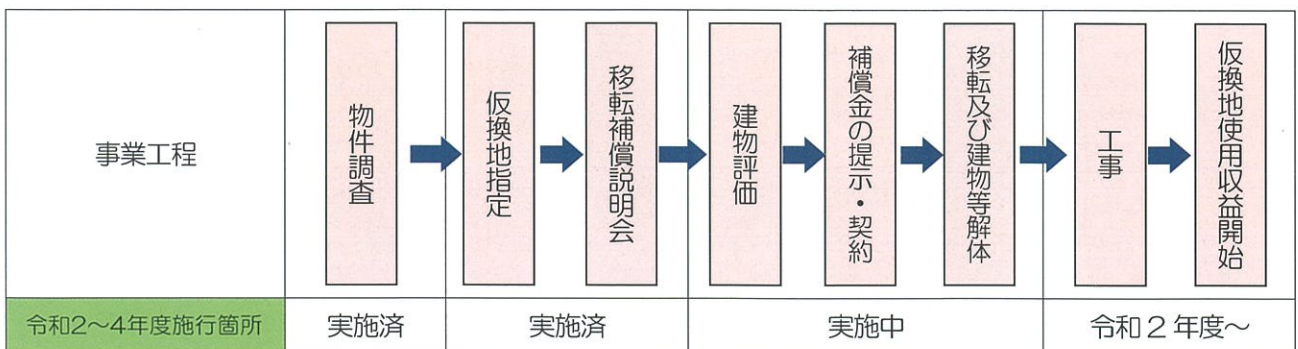 事業工程
物件調査
仮換地指定
移転補償説明会
建物評価
補償金の提示・契約
移転及び建物等解体
工事
仮換地使用収益開始
令和2～4年度施行箇所
実施済
実施済
実施中
令和２年度～